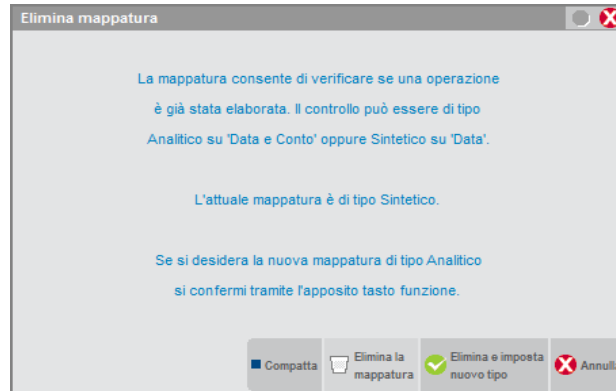 Elimina mappatura
La mappatura consente di verificare se una operazione
è già stata elaborata. Il controllo può essere di tipo
Analitico su 'Data e Conto' oppure Sintetico su 'Data'.
L'attuale mappatura è di tipo Sintetico.
Se si desidera la nuova mappatura di tipo Analitico
si confermi tramite l'apposito tasto funzione.
Compatta
Elimina la
mappatura
Elimina e imposta
nuovo tipo
Annull